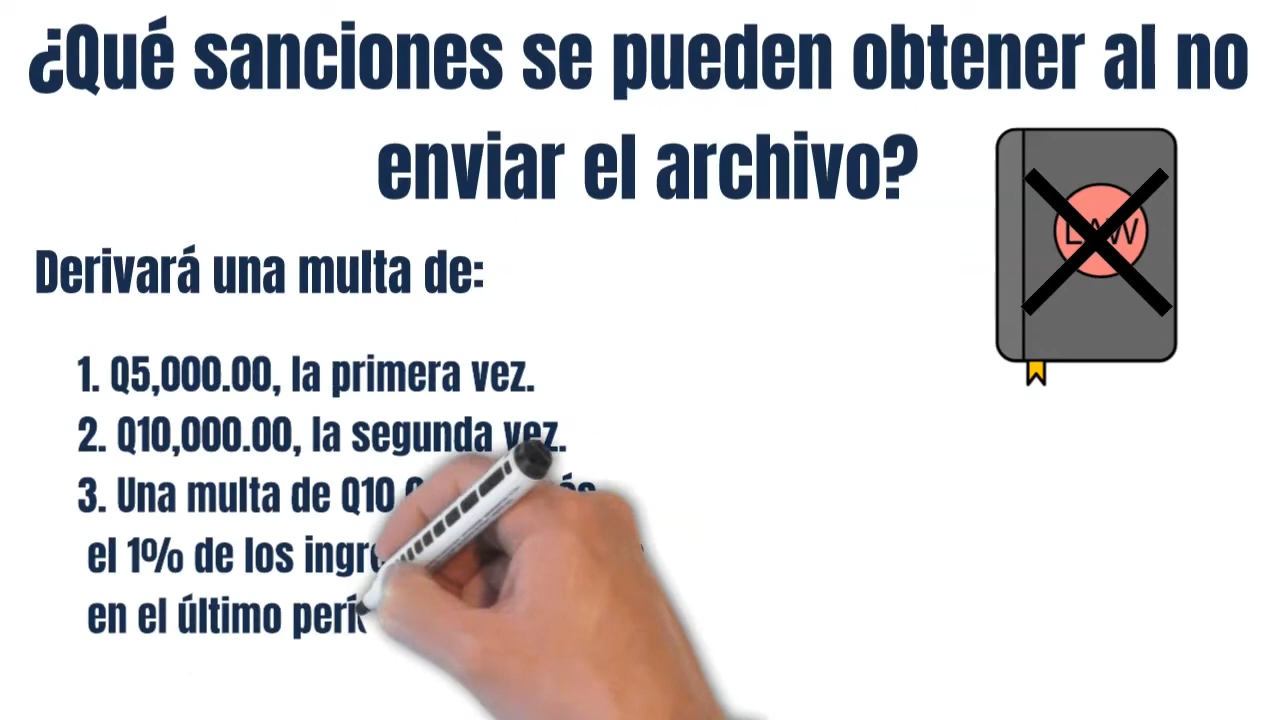 ¿Qué sanciones se pueden obtener al no
enviar el archivo?
LAW
Derivará una multa de:
1. Q5,000.00, la primera vez.
2. Q10,000.00, la segunda vez.
3. Una multa de Q10
el 1% de los
en el último